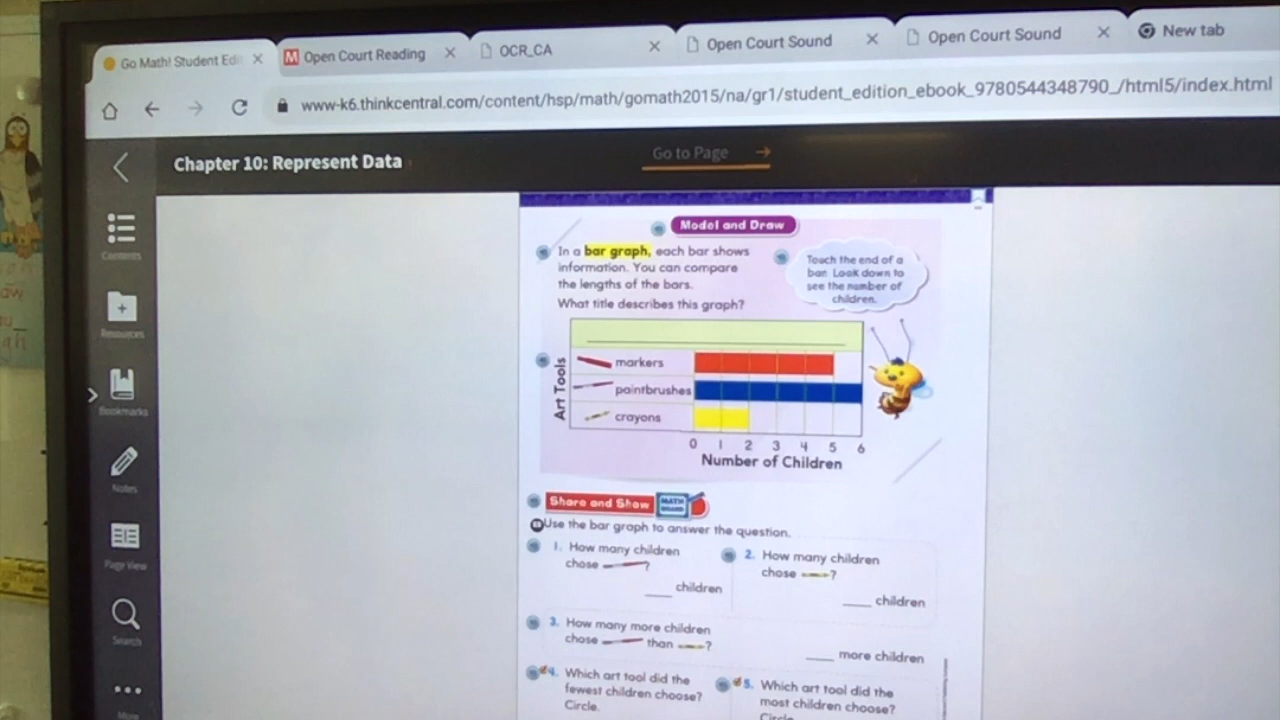 Go Math! Student Edi
Open Court Reading
OCR_CA
Open Court Sound
Open Court Sound
New tab
www-k6.thinkcentral.com/content/hsp/math/gomath2015/na/gr1/student_edition_ebook_9780544348790_/html5/index.html
Chapter 10: Represent Data
Go to Page
Contents
Resources
Bookmarks
Notes
Page View
Search
More
Model and Draw
In a bar graph, each bar shows
information. You can compare
the lengths of the bars.
What title describes this graph?
Touch the end of a
bar. Look down to
see the number of
children.
Art Tools
markers
paintbrushes
crayons
0 1 2 3 4 5 6
Number of Children
Share and Show
MATH
BOARD
Use the bar graph to answer the question.
1. How many children
chose ?
____ children
2. How many children
chose ?
____ children
3. How many more children
chose than ?
____ more children
4. Which art tool did the
fewest children choose?
Circle.
5. Which art tool did the
most children choose?
Circle.